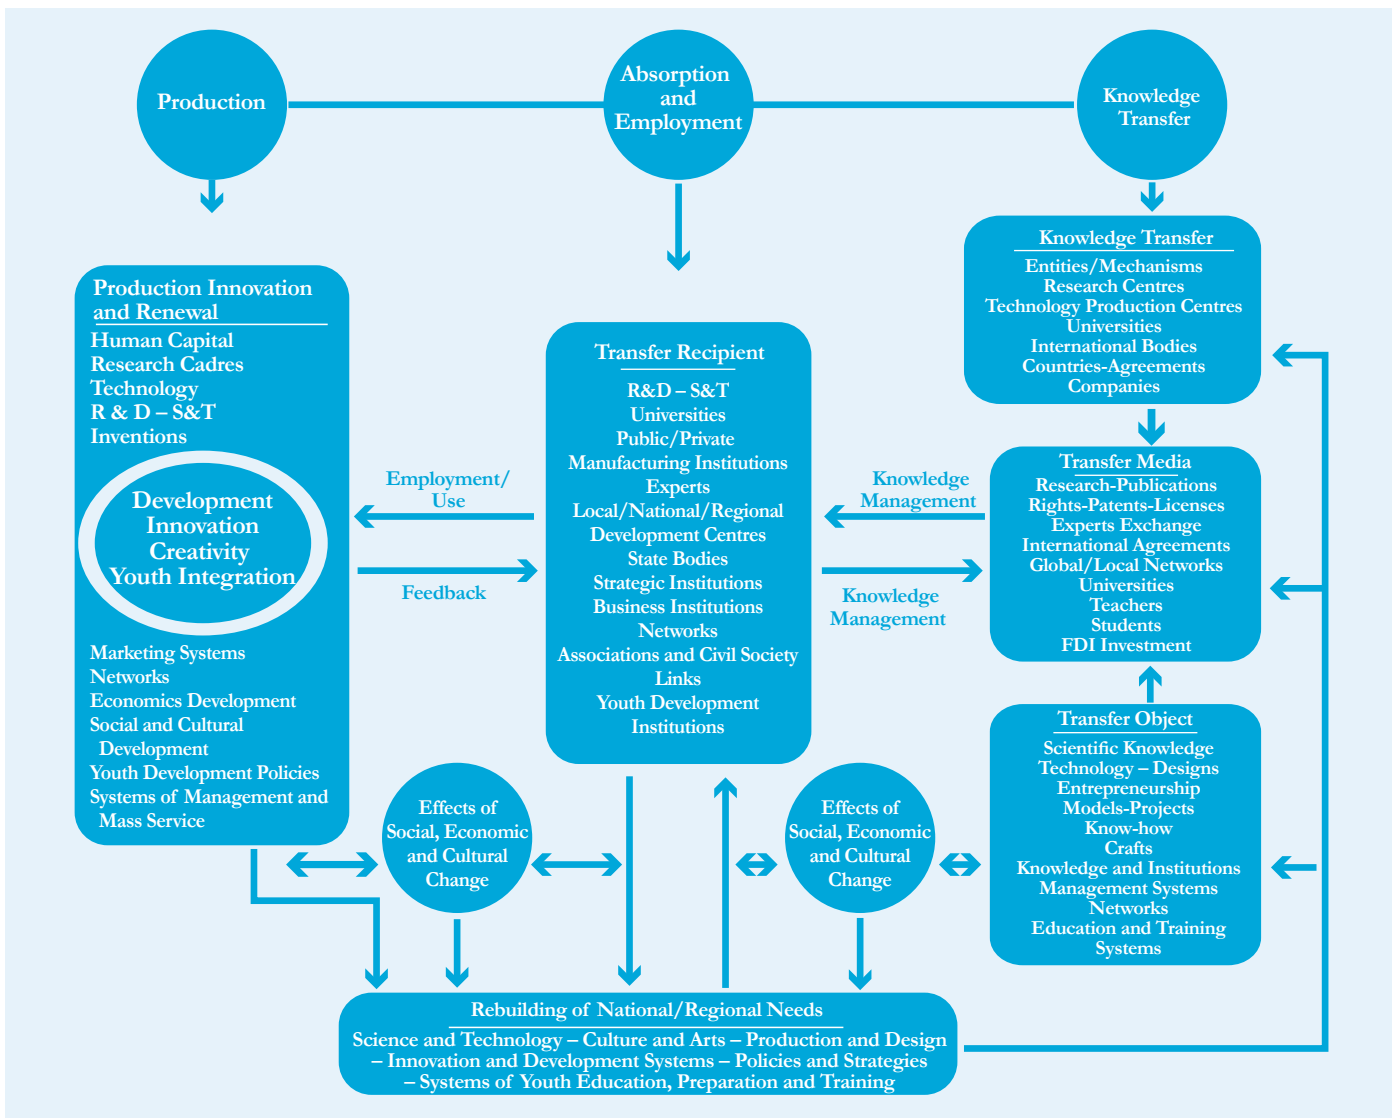 Production
Absorption
and
Employment
Knowledge
Transfer
Production Innovation
and Renewal
Human Capital
Research Cadres
Technology
R & D – S&T
Inventions
Development
Innovation
Creativity
Youth Integration
Marketing Systems
Networks
Economics Development
Social and Cultural
Development
Youth Development Policies
Systems of Management and
Mass Service
Employment/
Use
Feedback
Transfer Recipient
R&D – S&T
Universities
Public/Private
Manufacturing Institutions
Experts
Local/National/Regional
Development Centres
State Bodies
Strategic Institutions
Business Institutions
Networks
Associations and Civil Society
Links
Youth Development
Institutions
Knowledge
Management
Knowledge
Management
Knowledge Transfer
Entities/Mechanisms
Research Centres
Technology Production Centres
Universities
International Bodies
Countries-Agreements
Companies
Transfer Media
Research-Publications
Rights-Patents-Licenses
Experts Exchange
International Agreements
Global/Local Networks
Universities
Teachers
Students
FDI Investment
Transfer Object
Scientific Knowledge
Technology – Designs
Entrepreneurship
Models-Projects
Know-how
Crafts
Knowledge and Institutions
Management Systems
Networks
Education and Training
Systems
Effects of
Social, Economic
and Cultural
Change
Effects of
Social, Economic
and Cultural
Change
Rebuilding of National/Regional Needs
Science and Technology – Culture and Arts – Production and Design
– Innovation and Development Systems – Policies and Strategies
– Systems of Youth Education, Preparation and Training